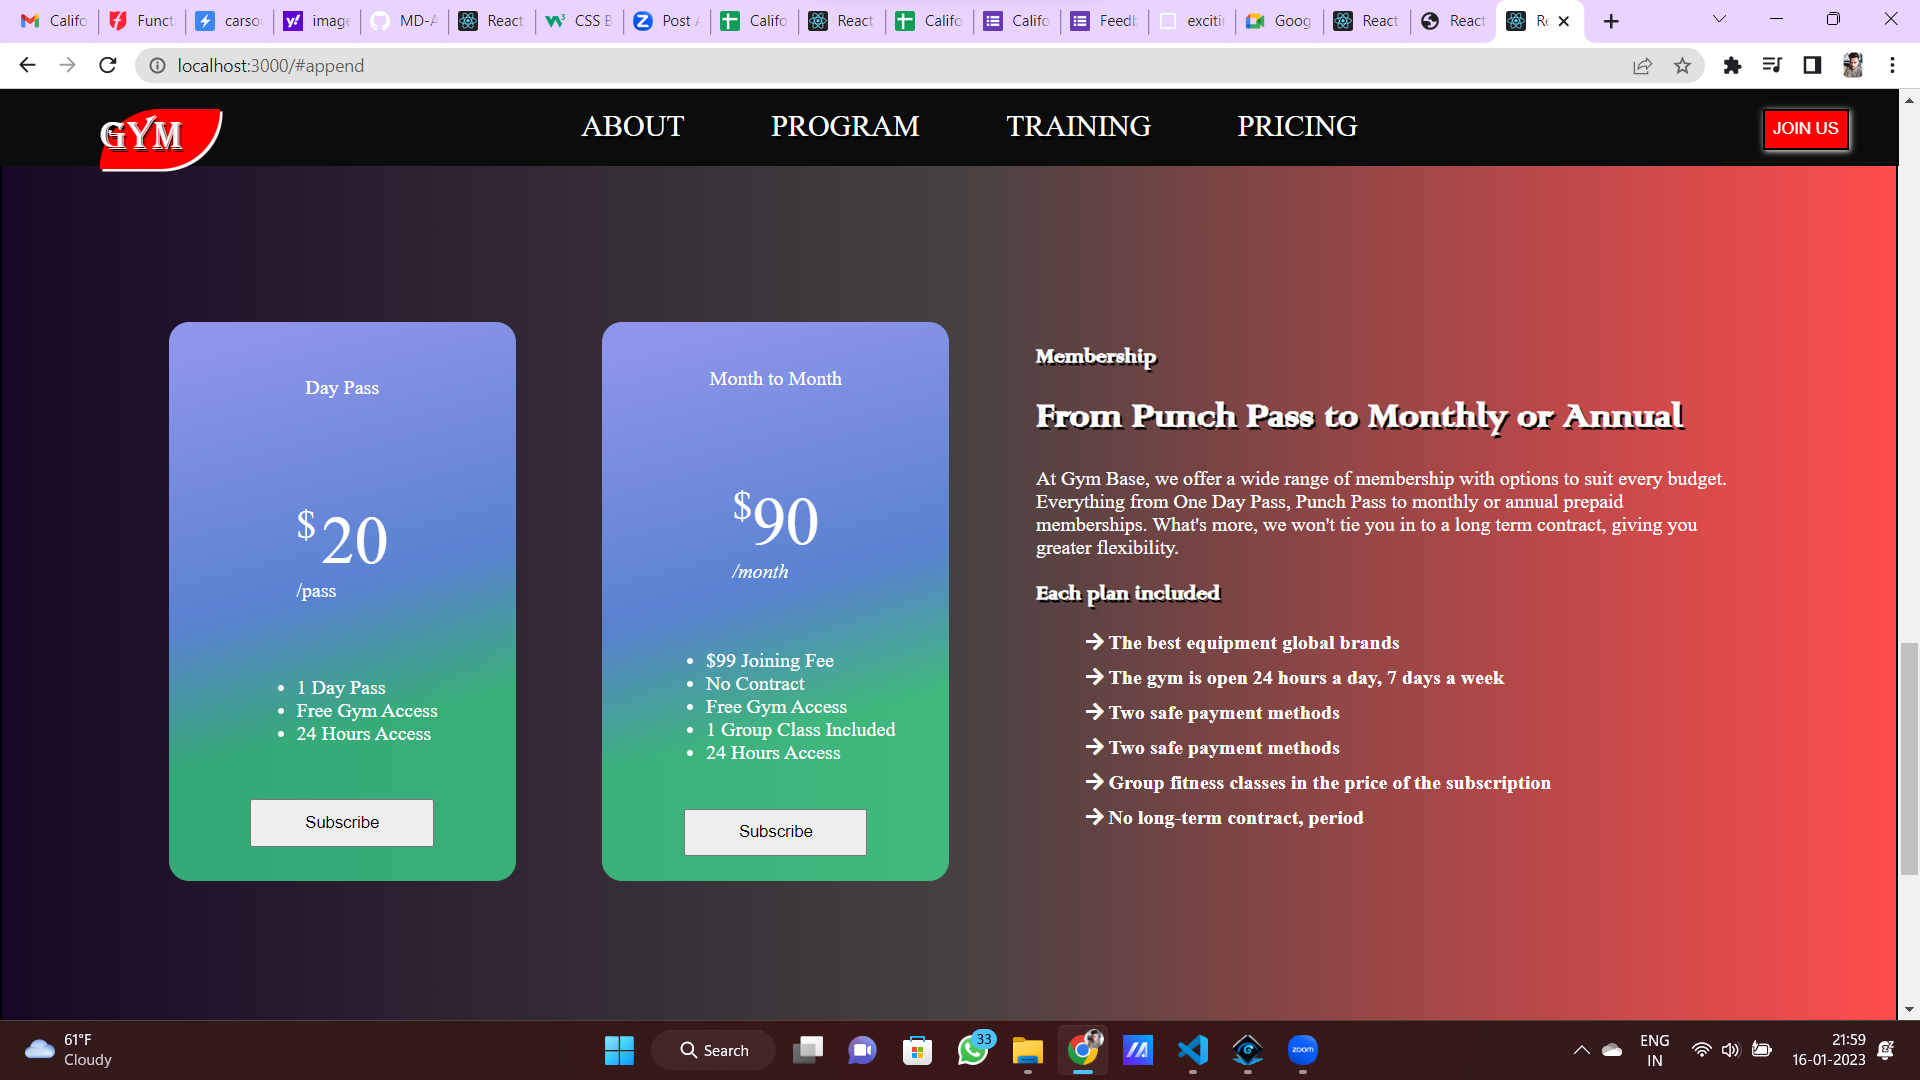 Califo
Funct
carso
image
MD-A
React
CSS B
Post A
Califo
React
Califo
Califo
Feedb
excitin
Goog
React
React
Re
localhost:3000/#append
GYM
ABOUT
PROGRAM
TRAINING
PRICING
JOIN US
Day Pass
$20
/pass
1 Day Pass
Free Gym Access
24 Hours Access
Subscribe
Month to Month
$90
/month
$99 Joining Fee
No Contract
Free Gym Access
1 Group Class Included
24 Hours Access
Subscribe
Membership
From Punch Pass to Monthly or Annual
At Gym Base, we offer a wide range of membership with options to suit every budget.
Everything from One Day Pass, Punch Pass to monthly or annual prepaid
memberships. What's more, we won't tie you in to a long term contract, giving you
greater flexibility.
Each plan included
The best equipment global brands
The gym is open 24 hours a day, 7 days a week
Two safe payment methods
Two safe payment methods
Group fitness classes in the price of the subscription
No long-term contract, period
61°F
Cloudy
Search
33
zoom
ENG
IN
21:59
16-01-2023